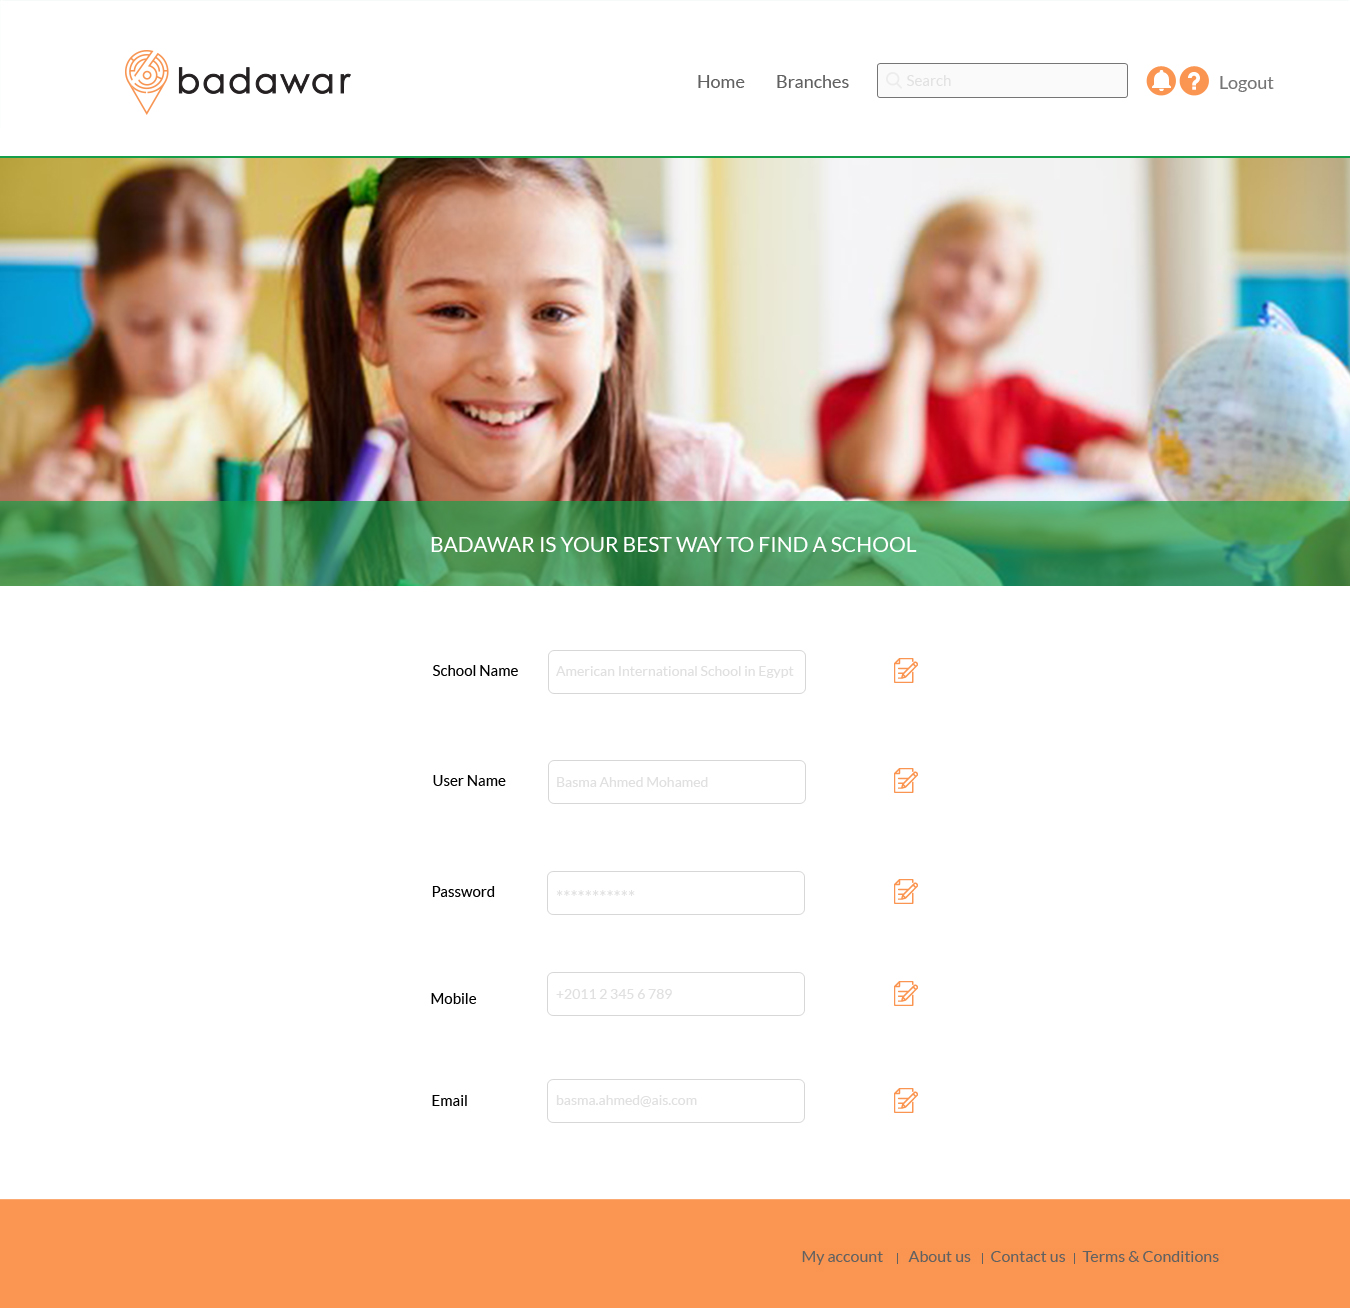 badawar
Home Branches Search Logout
BADAWAR IS YOUR BEST WAY TO FIND A SCHOOL
School Name American International School in Egypt
User Name Basma Ahmed Mohamed
Password ***********
Mobile +2011 2 345 6 789
Email basma.ahmed@ais.com
My account | About us | Contact us | Terms & Conditions